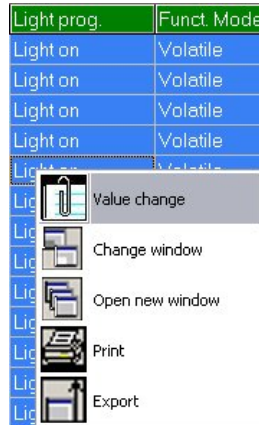 Light prog. Funct. Mode
Light on Volatile
Light on Volatile
Light on Volatile
Light on Volatile
Value change
Change window
Open new window
Print
Export